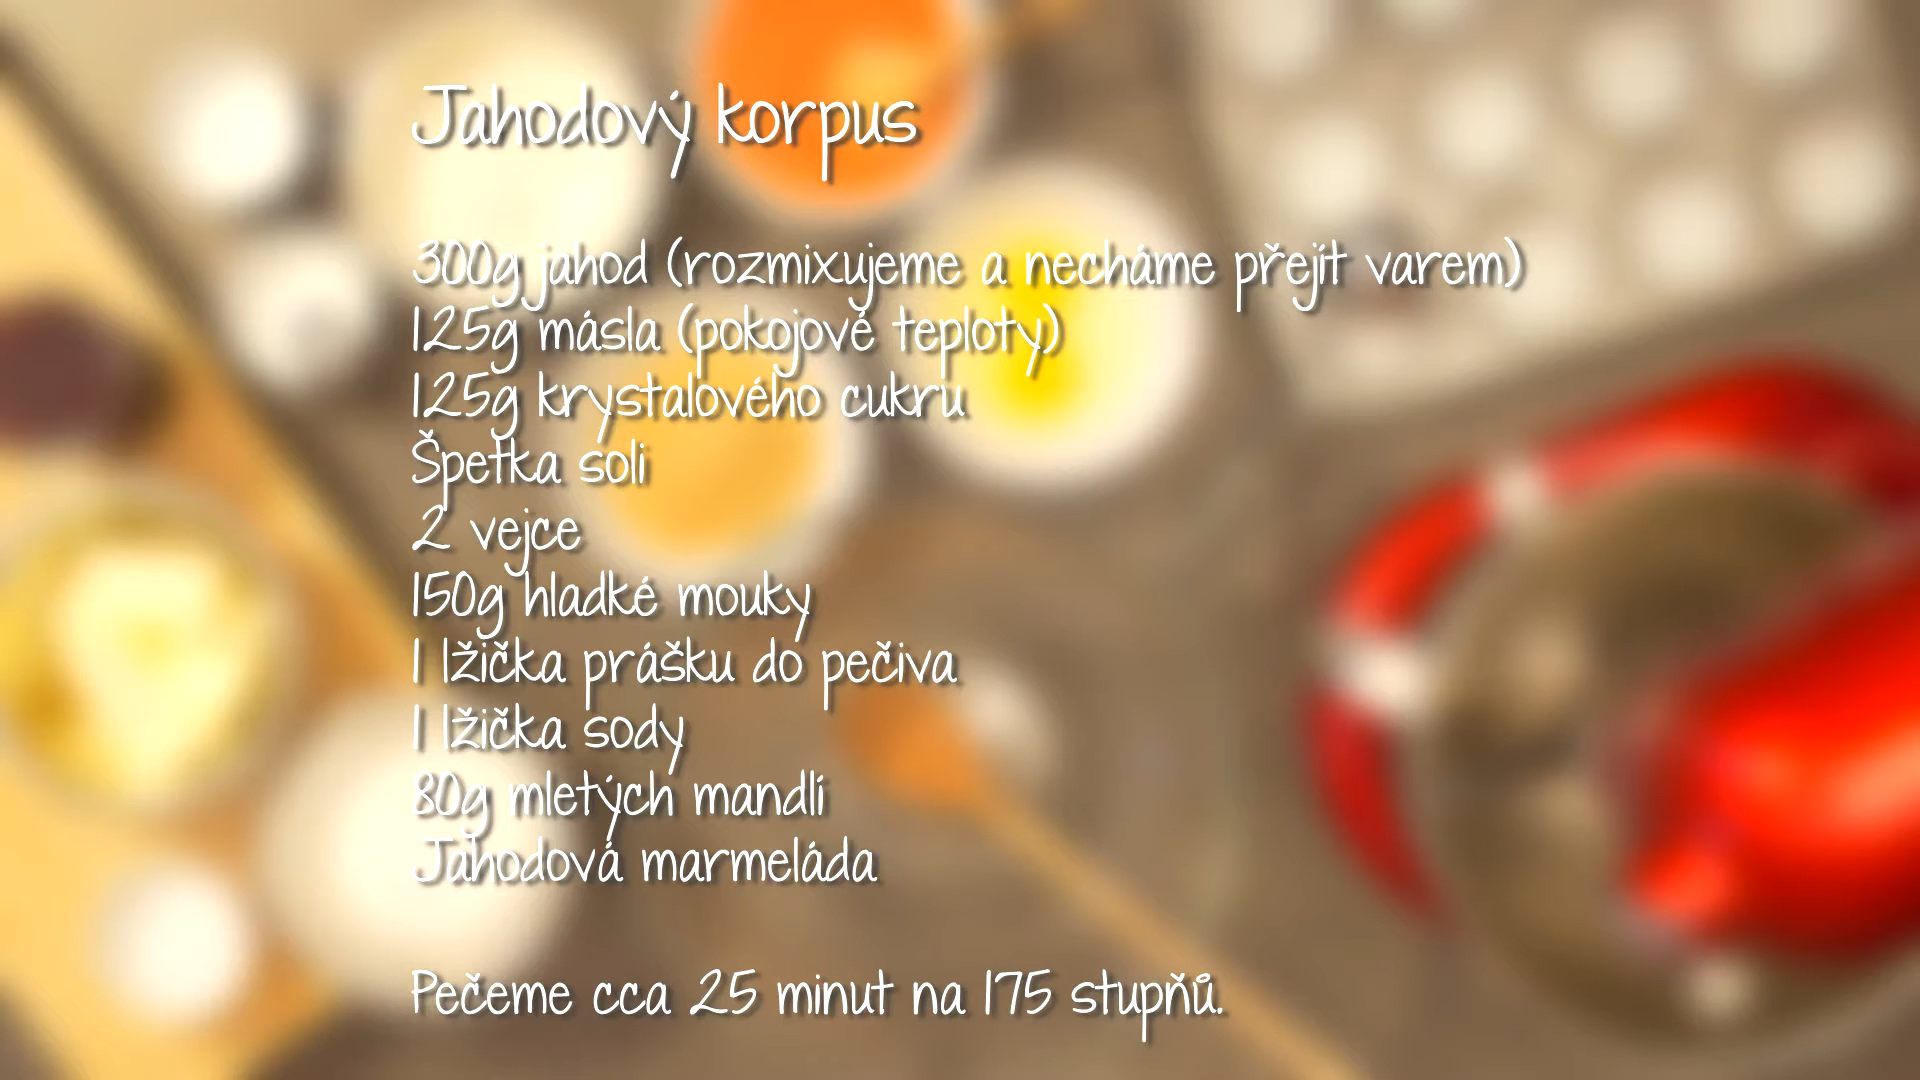 Jahodový korpus
300g jahod (rozmixujeme a necháme přejít varem)
125g másla (pokojové teploty)
125g krystalového cukru
Špetka soli
2 vejce
150g hladké mouky
1 lžička prášku do pečiva
1 lžička sody
80g mletých mandlí
Jahodová marmeláda
Pečeme cca 25 minut na 175 stupňů.